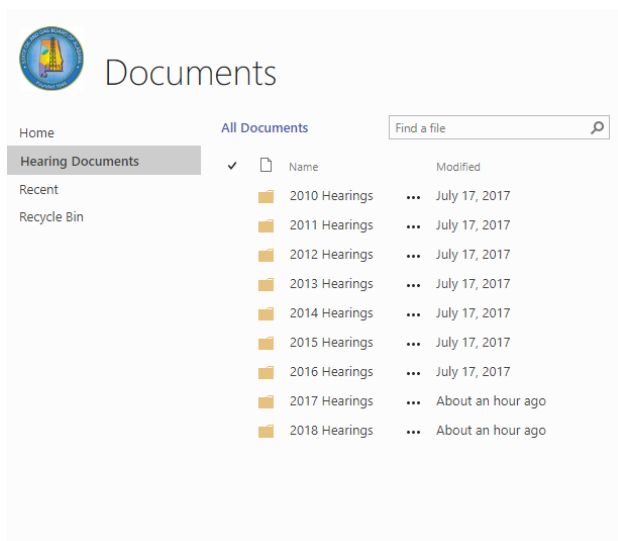 Documents
Home
Hearing Documents
Recent
Recycle Bin
All Documents
Find a file
Name Modified
2010 Hearings ... July 17, 2017
2011 Hearings ... July 17, 2017
2012 Hearings ... July 17, 2017
2013 Hearings ... July 17, 2017
2014 Hearings ... July 17, 2017
2015 Hearings ... July 17, 2017
2016 Hearings ... July 17, 2017
2017 Hearings ... About an hour ago
2018 Hearings ... About an hour ago